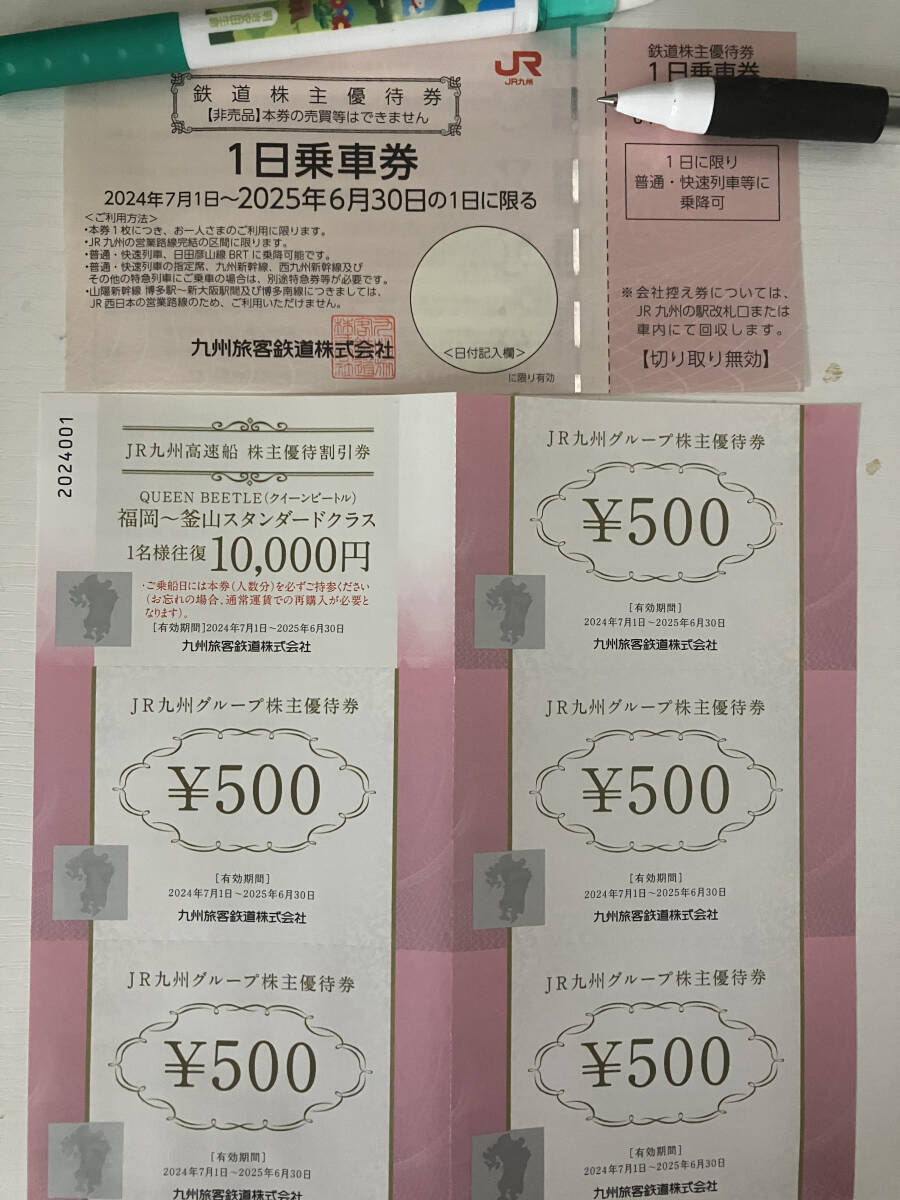 JR
JR九州
鉄道株主優待券
【非売品】本券の売買等はできません
1日乗車券
2024年7月1日～2025年6月30日の1日に限る
<ご利用方法>
・本券1枚につき、お一人さまのご利用に限ります。
・JR九州の営業路線完結の区間に限ります。
・普通・快速列車、日田彦山線BRTに乗降可能です。
・普通・快速列車の指定席、九州新幹線、西九州新幹線及び
その他の特急列車にご乗車の場合は、別途特急券等が必要です。
・山陽新幹線 博多駅～新大阪駅間及び博多南線につきましては、
JR西日本の営業路線のため、ご利用いただけません。
九州旅客鉄道株式会社
<日付記入欄>
に限り有効
鉄道株主優待券
1日乗車券
1日に限り
普通・快速列車等に
乗降可
※会社控え券については、
JR九州の駅改札口または
車内にて回収します。
【切り取り無効】
2024001
JR九州高速船 株主優待割引券
QUEEN BEETLE(クイーンビートル)
福岡～釜山スタンダードクラス
1名様往復10,000円
・ご乗船日には本券(人数分)を必ずご持参ください
(お忘れの場合、通常運賃での再購入が必要と
なります)。
[有効期間]2024年7月1日～2025年6月30日
九州旅客鉄道株式会社
JR九州グループ株主優待券
¥500
[有効期間]
2024年7月1日～2025年6月30日
九州旅客鉄道株式会社
JR九州グループ株主優待券
¥500
[有効期間]
2024年7月1日～2025年6月30日
九州旅客鉄道株式会社
JR九州グループ株主優待券
¥500
[有効期間]
2024年7月1日～2025年6月30日
九州旅客鉄道株式会社
JR九州グループ株主優待券
¥500
[有効期間]
2024年7月1日～2025年6月30日
九州旅客鉄道株式会社
JR九州グループ株主優待券
¥500
[有効期間]
2024年7月1日～2025年6月30日
九州旅客鉄道株式会社